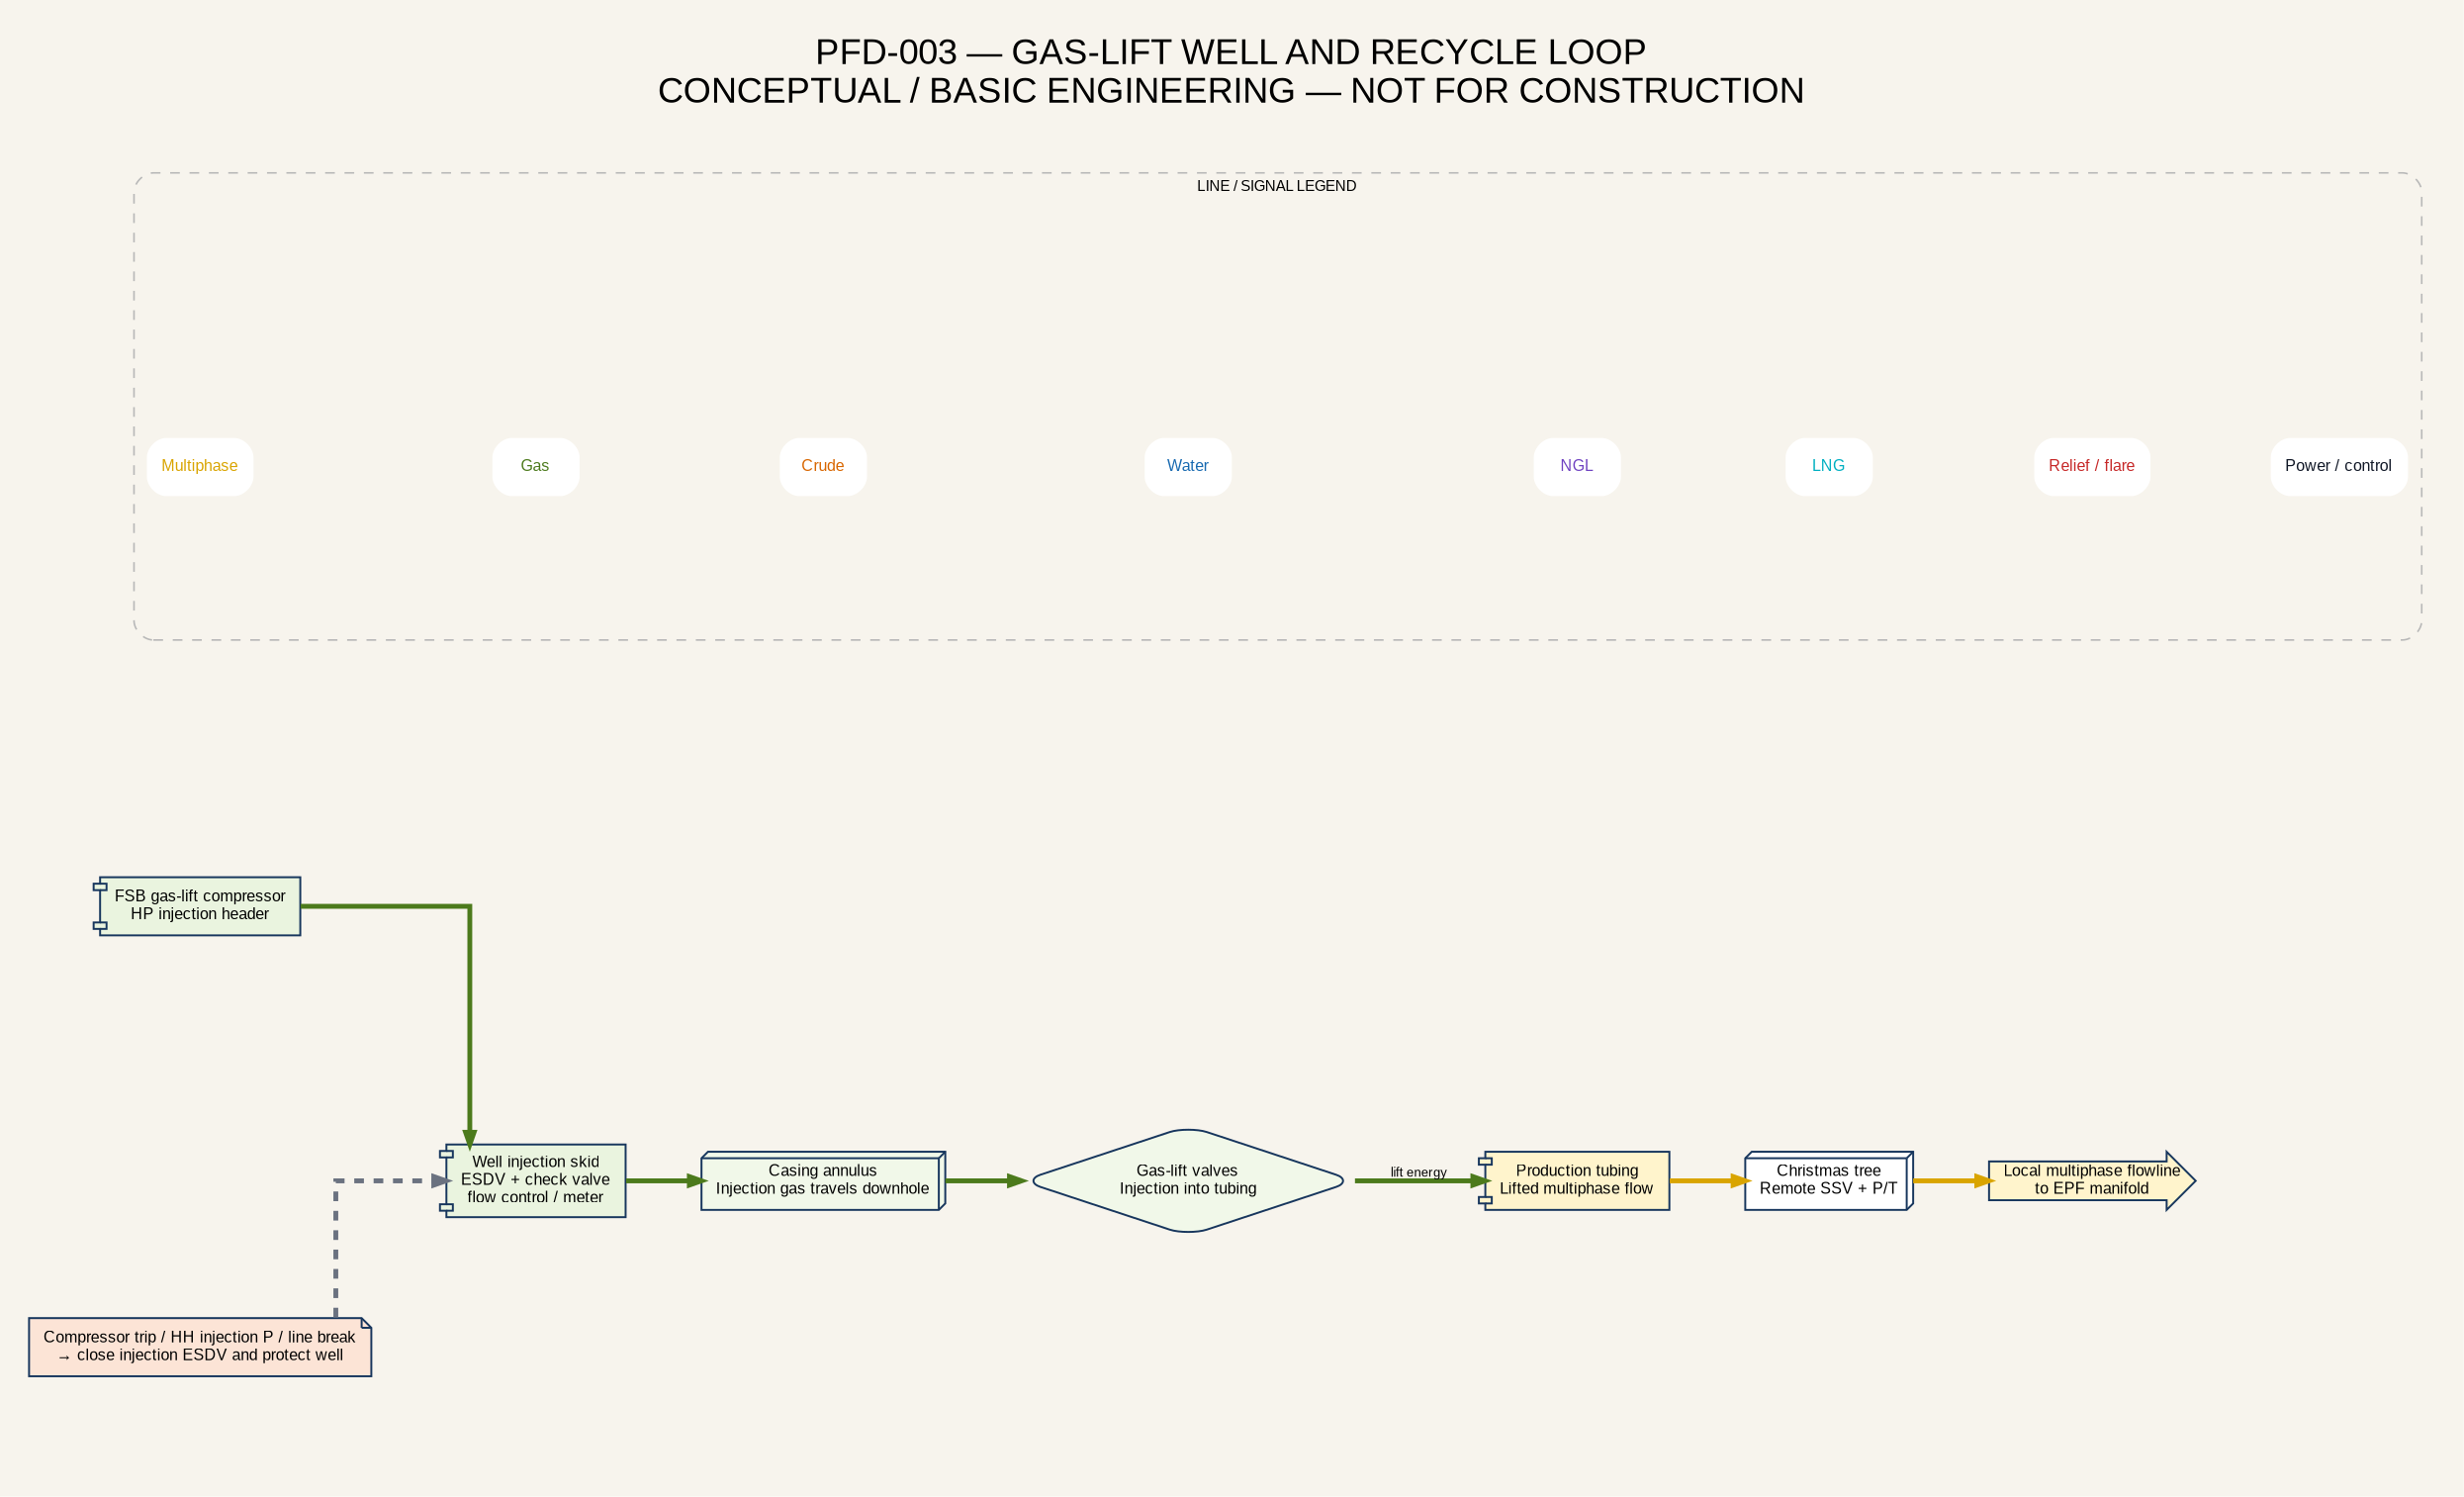 PFD-003 — GAS-LIFT WELL AND RECYCLE LOOP
CONCEPTUAL / BASIC ENGINEERING — NOT FOR CONSTRUCTION
LINE / SIGNAL LEGEND
Multiphase
Gas
Crude
Water
NGL
LNG
Relief / flare
Power / control
FSB gas-lift compressor
HP injection header
Well injection skid
ESDV + check valve
flow control / meter
Casing annulus
Injection gas travels downhole
Gas-lift valves
Injection into tubing
lift energy
Production tubing
Lifted multiphase flow
Christmas tree
Remote SSV + P/T
Local multiphase flowline
to EPF manifold
Compressor trip / HH injection P / line break
→ close injection ESDV and protect well